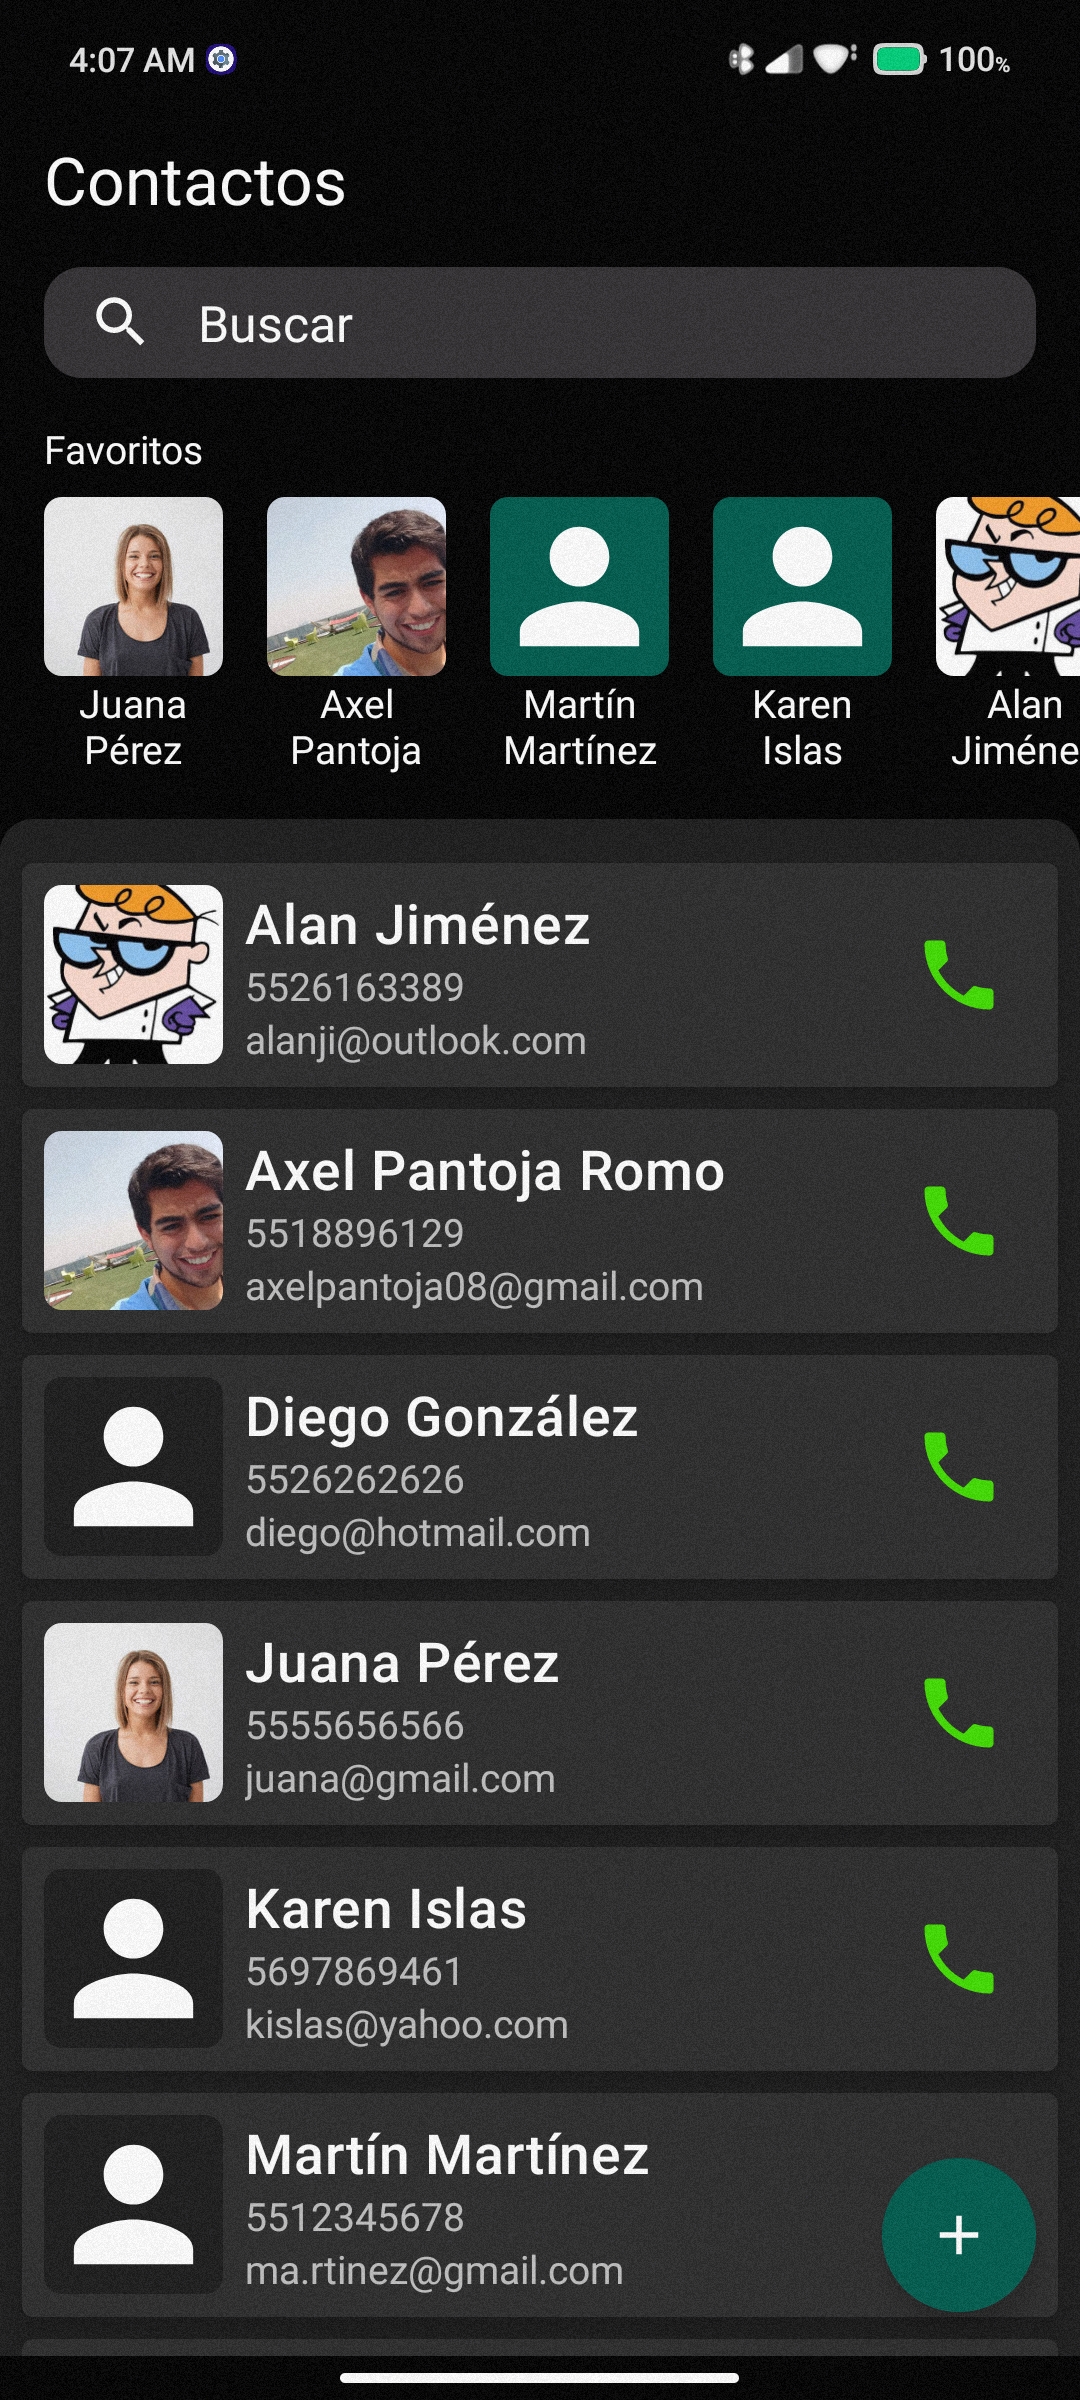 4:07 AM 100%
Contactos
Buscar
Favoritos
Juana Pérez
Axel Pantoja
Martín Martínez
Karen Islas
Alan Jiméne
Alan Jiménez
5526163389
alanji@outlook.com
Axel Pantoja Romo
5518896129
axelpantoja08@gmail.com
Diego González
5526262626
diego@hotmail.com
Juana Pérez
5555656566
juana@gmail.com
Karen Islas
5697869461
kislas@yahoo.com
Martín Martínez
5512345678
ma.rtinez@gmail.com